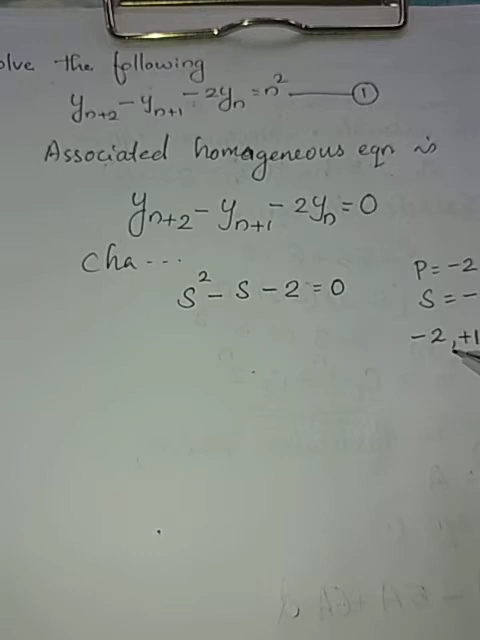 olve the following
yₙ₊₂ - yₙ₊₁ - 2yₙ = n² ——— ①
Associated homogeneous eqn is
yₙ₊₂ - yₙ₊₁ - 2yₙ = 0
Cha ...
s² - s - 2 = 0
P = -2
S = -
-2, +1